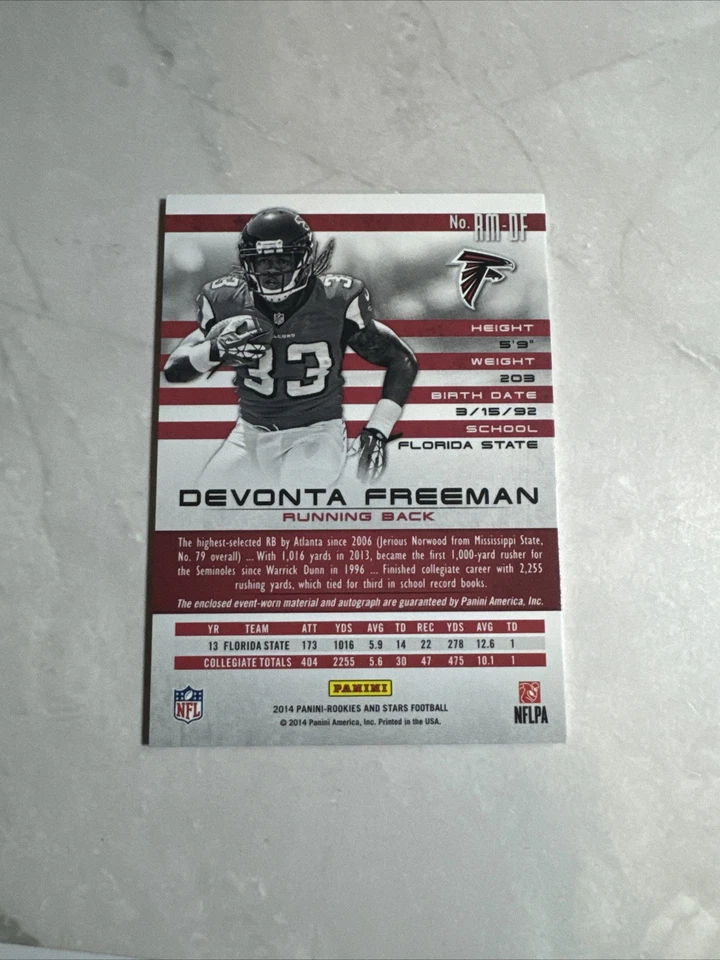 No. RM-DF
33
33
33
HEIGHT
5'9"
WEIGHT
203
BIRTH DATE
3/15/92
SCHOOL
FLORIDA STATE
DEVONTA FREEMAN
RUNNING BACK
The highest-selected RB by Atlanta since 2006 (Jerious Norwood from Mississippi State,
No. 79 overall) ... With 1,016 yards in 2013, became the first 1,000-yard rusher for
the Seminoles since Warrick Dunn in 1996 ... Finished collegiate career with 2,255
rushing yards, which tied for third in school record books.
The enclosed event-worn material and autograph are guaranteed by Panini America, Inc.
YR TEAM ATT YDS AVG TD REC YDS AVG TD
13 FLORIDA STATE 173 1016 5.9 14 22 278 12.6 1
COLLEGIATE TOTALS 404 2255 5.6 30 47 475 10.1 1
PANINI
NFL
2014 PANINI-ROOKIES AND STARS FOOTBALL
© 2014 Panini America, Inc. Printed in the USA.
NFLPA